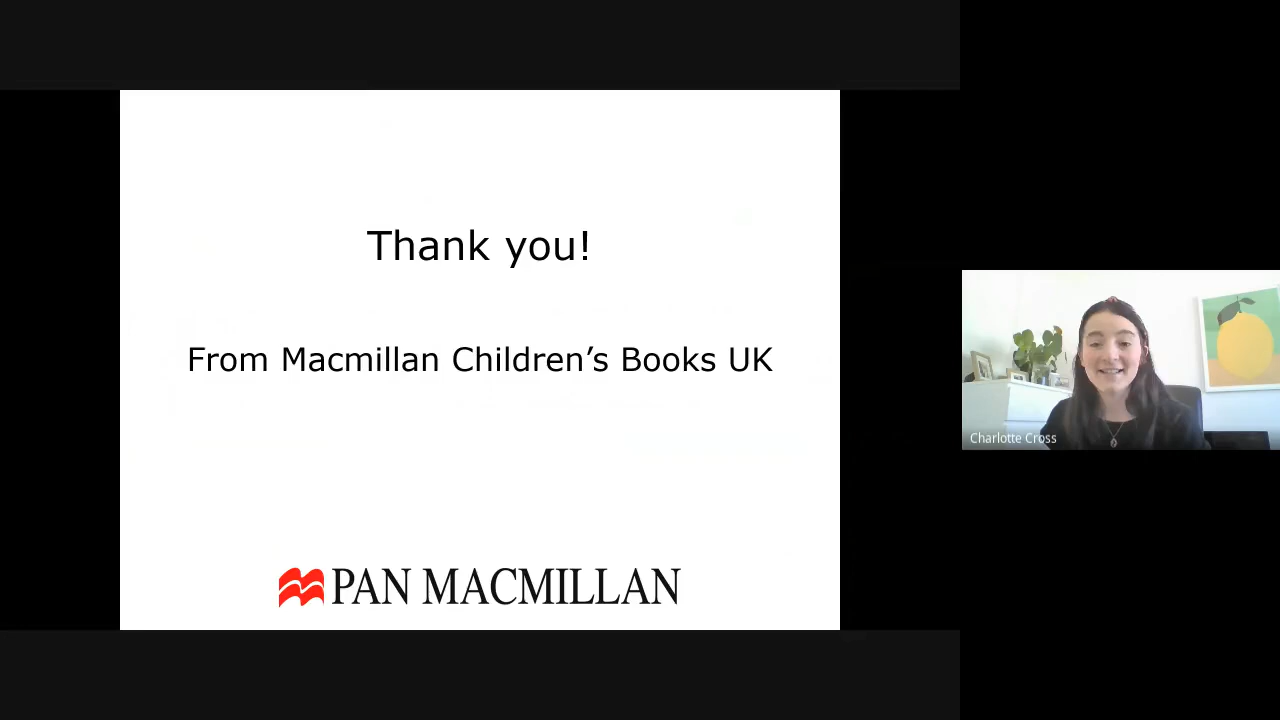 Thank you!
From Macmillan Children’s Books UK
PAN MACMILLAN
Charlotte Cross